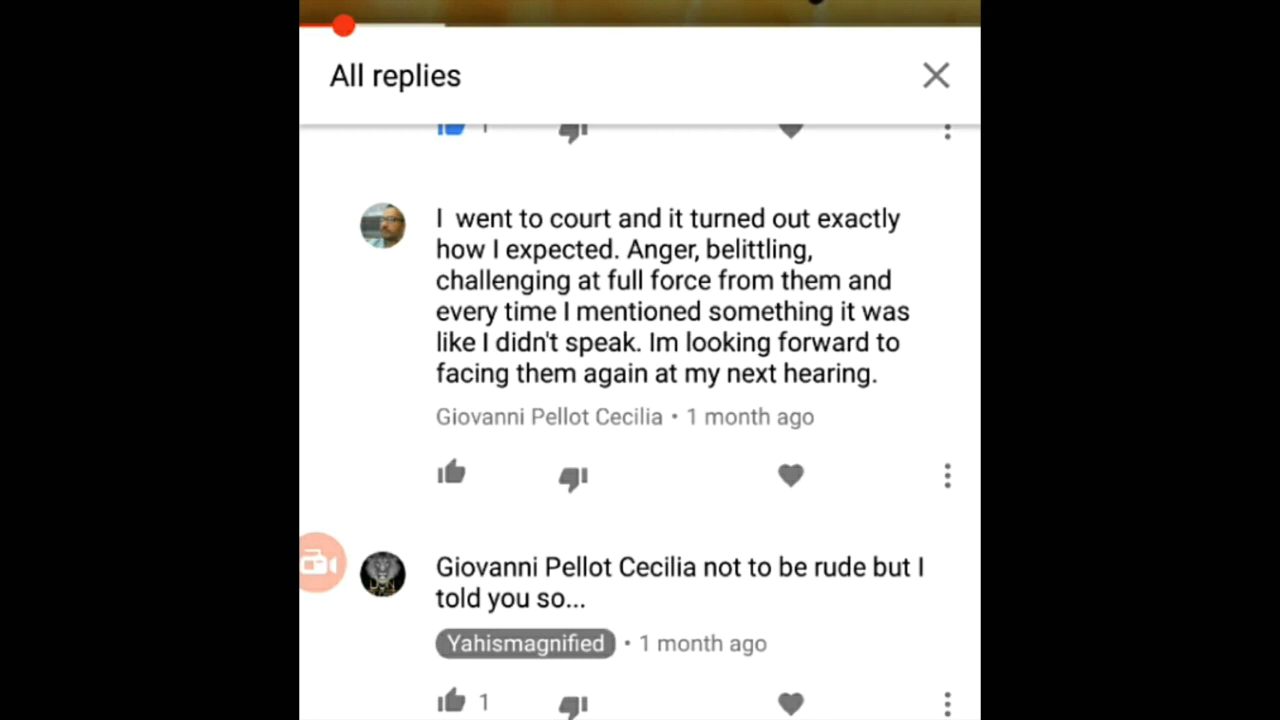 All replies
I  went to court and it turned out exactly
how I expected. Anger, belittling,
challenging at full force from them and
every time I mentioned something it was
like I didn't speak. Im looking forward to
facing them again at my next hearing.
Giovanni Pellot Cecilia • 1 month ago
Giovanni Pellot Cecilia not to be rude but I
told you so...
Yahismagnified • 1 month ago
1